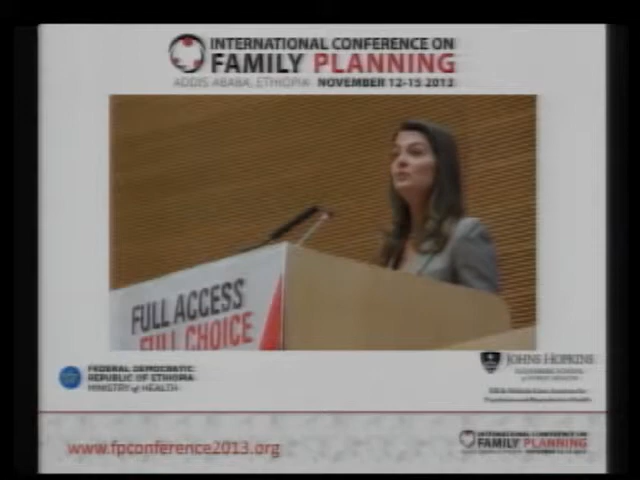 INTERNATIONAL CONFERENCE ON
FAMILY PLANNING
ADDIS ABABA, ETHIOPIA NOVEMBER 12-15 2013
FULL ACCESS
FULL CHOICE
FEDERAL DEMOCRATIC
REPUBLIC OF ETHIOPIA
MINISTRY of HEALTH
JOHNS HOPKINS
www.fpconference2013.org
INTERNATIONAL CONFERENCE ON
FAMILY PLANNING